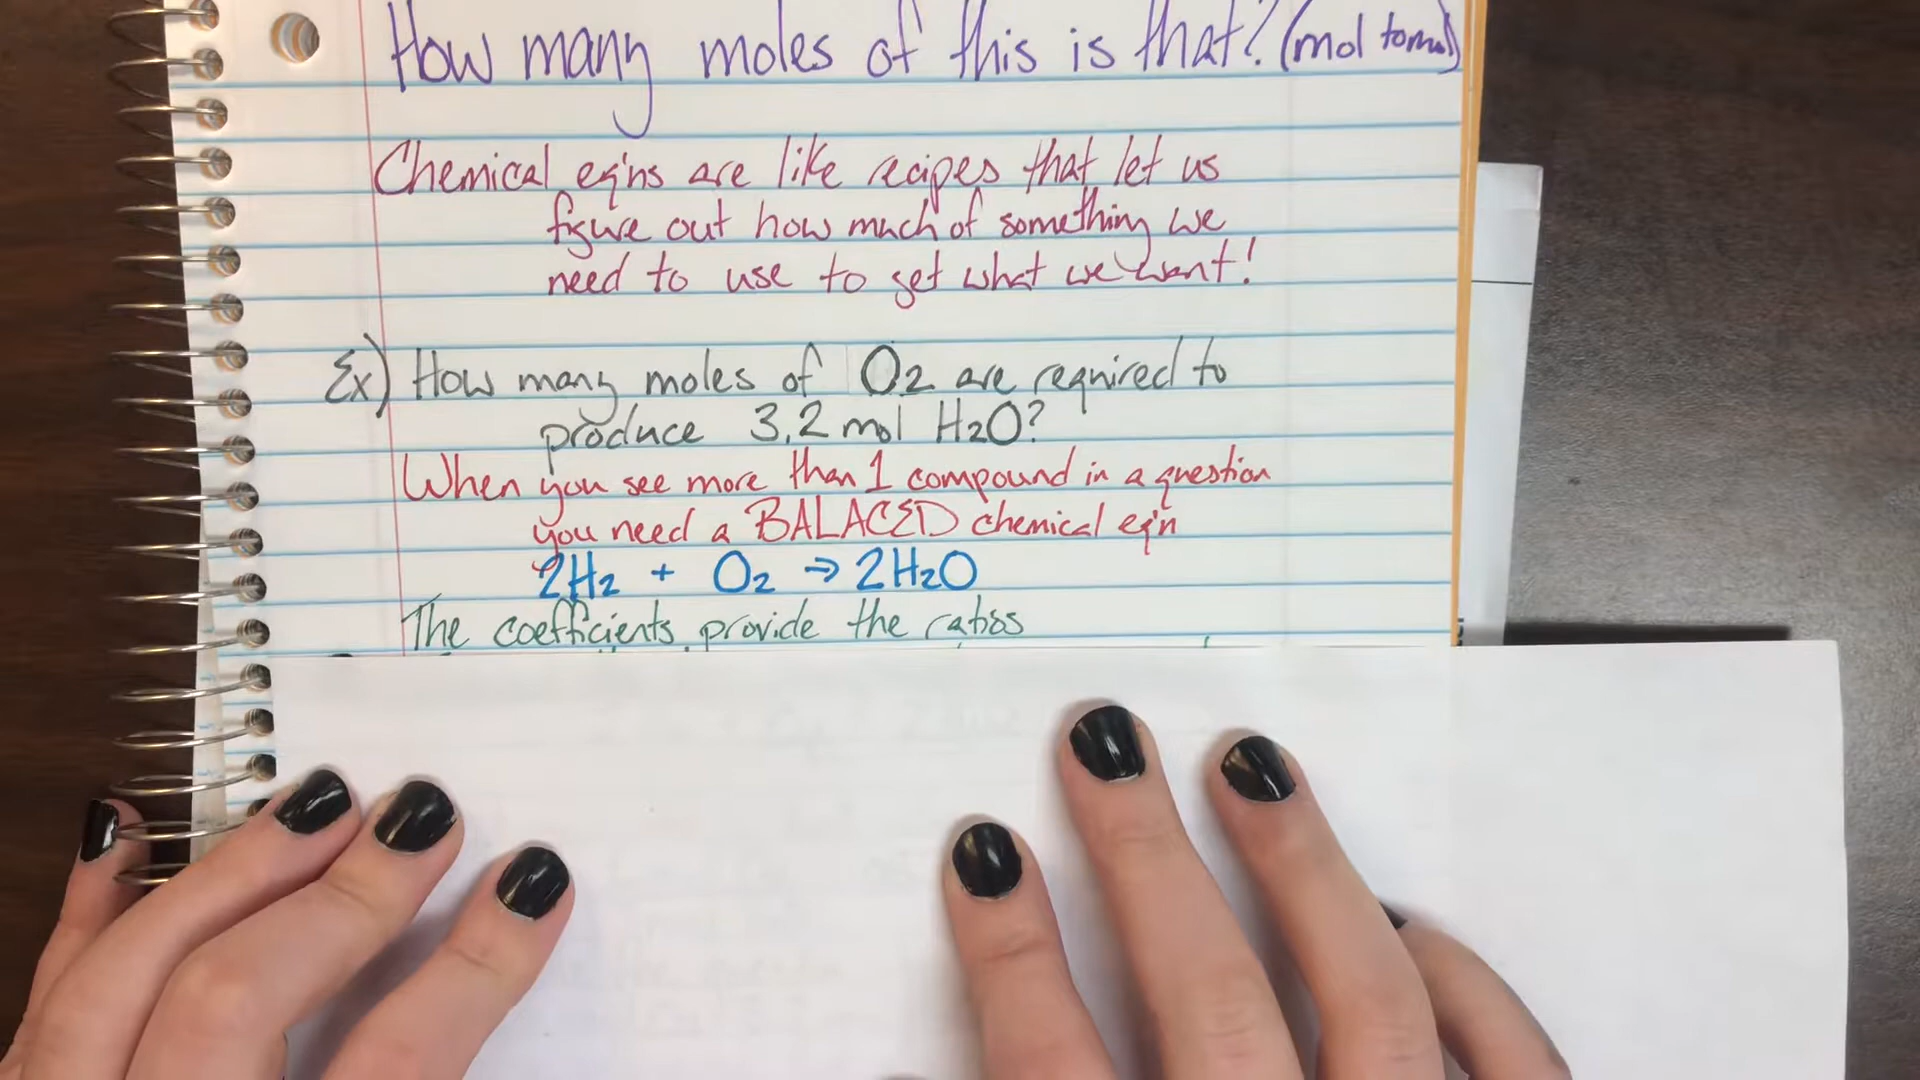 How many moles of this is that? (mol to mol)
Chemical eq'ns are like recipes that let us
figure out how much of something we
need to use to get what we want!
Ex) How many moles of O2 are required to
produce 3.2 mol H2O?
When you see more than 1 compound in a question
you need a BALACED chemical eq'n
2H2 + O2 → 2H2O
The coefficients provide the ratios